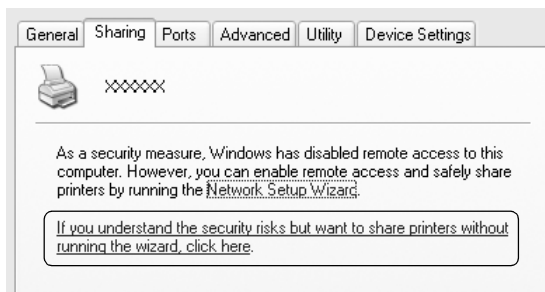 General Sharing Ports Advanced Utility Device Settings
XXXXXX
As a security measure, Windows has disabled remote access to this
computer. However, you can enable remote access and safely share
printers by running the Network Setup Wizard.
If you understand the security risks but want to share printers without
running the wizard, click here.